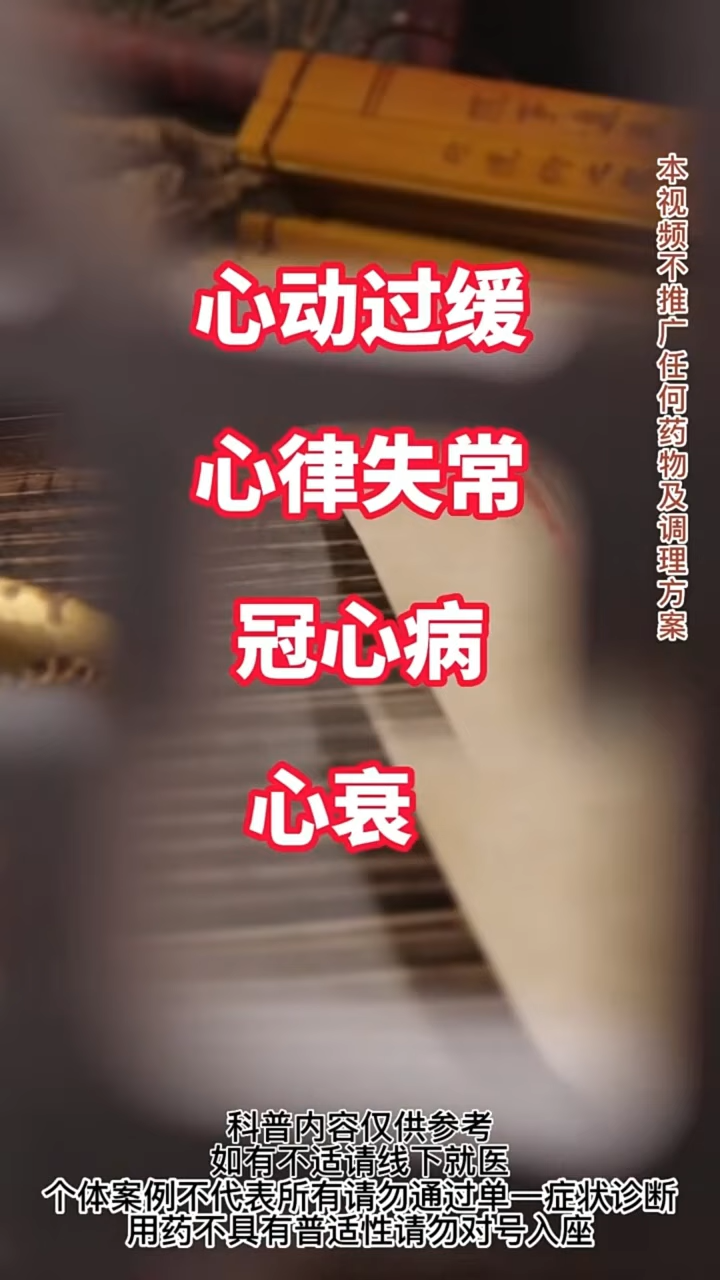 心动过缓
心律失常
冠心病
心衰
本视频不推广任何药物及调理方案
科普内容仅供参考
如有不适请线下就医
个体案例不代表所有请勿通过单一症状诊断
用药不具有普适性请勿对号入座